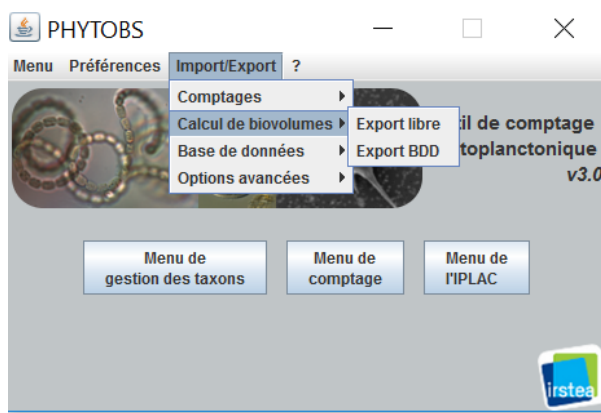 PHYTOBS
Menu Préférences Import/Export ?
Comptages
Calcul de biovolumes
Export libre
Export BDD
Base de données
Options avancées
il de comptage
toplanctonique
v3.0
Menu de
gestion des taxons
Menu de
comptage
Menu de
l'IPLAC
irstea